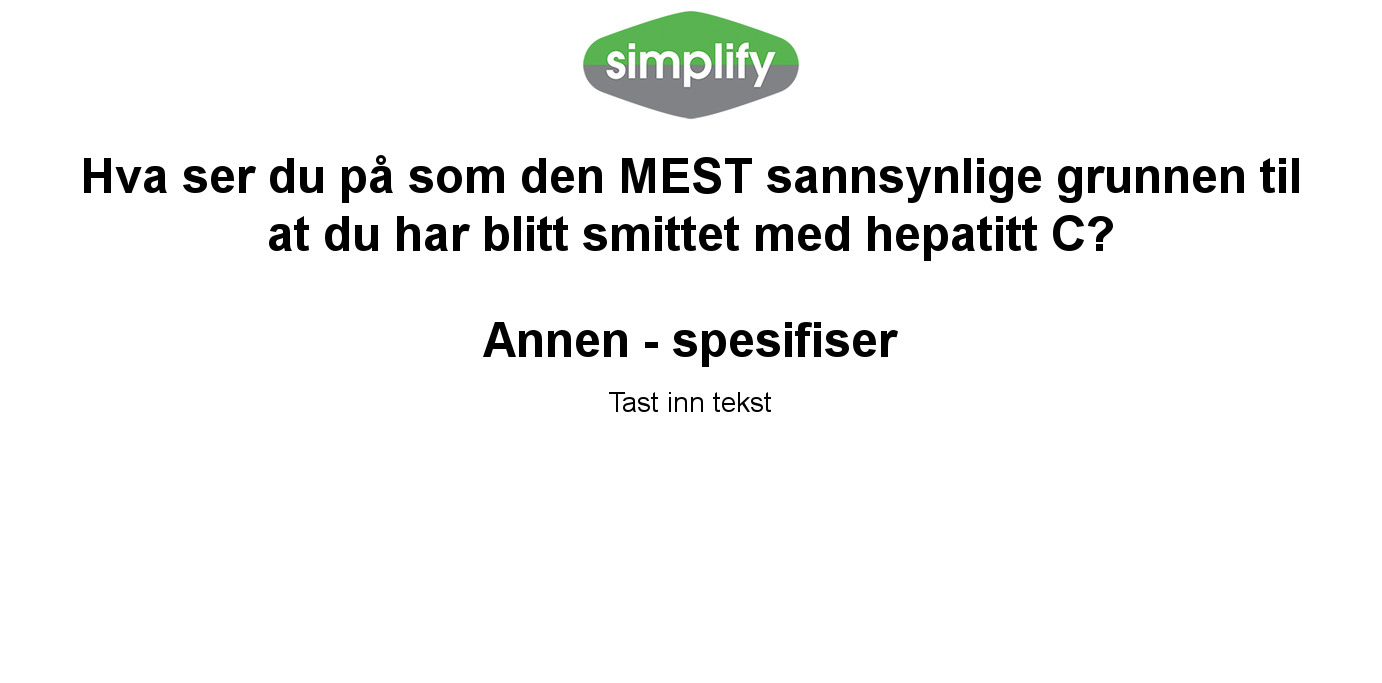 simplify
Hva ser du på som den MEST sannsynlige grunnen til
at du har blitt smittet med hepatitt C?
Annen - spesifiser
Tast inn tekst